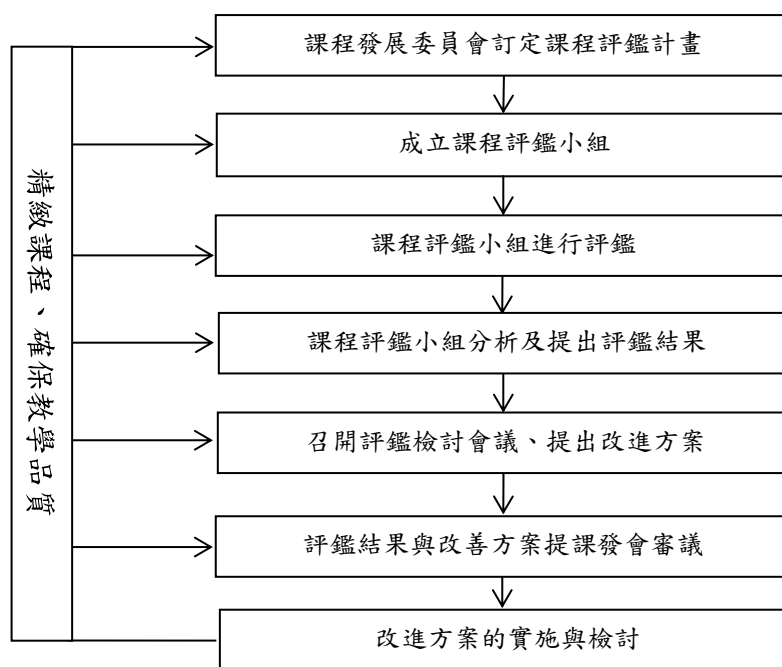 課程發展委員會訂定課程評鑑計畫
成立課程評鑑小組
課程評鑑小組進行評鑑
課程評鑑小組分析及提出評鑑結果
召開評鑑檢討會議、提出改進方案
評鑑結果與改善方案提課發會審議
改進方案的實施與檢討
精緻課程、確保教學品質